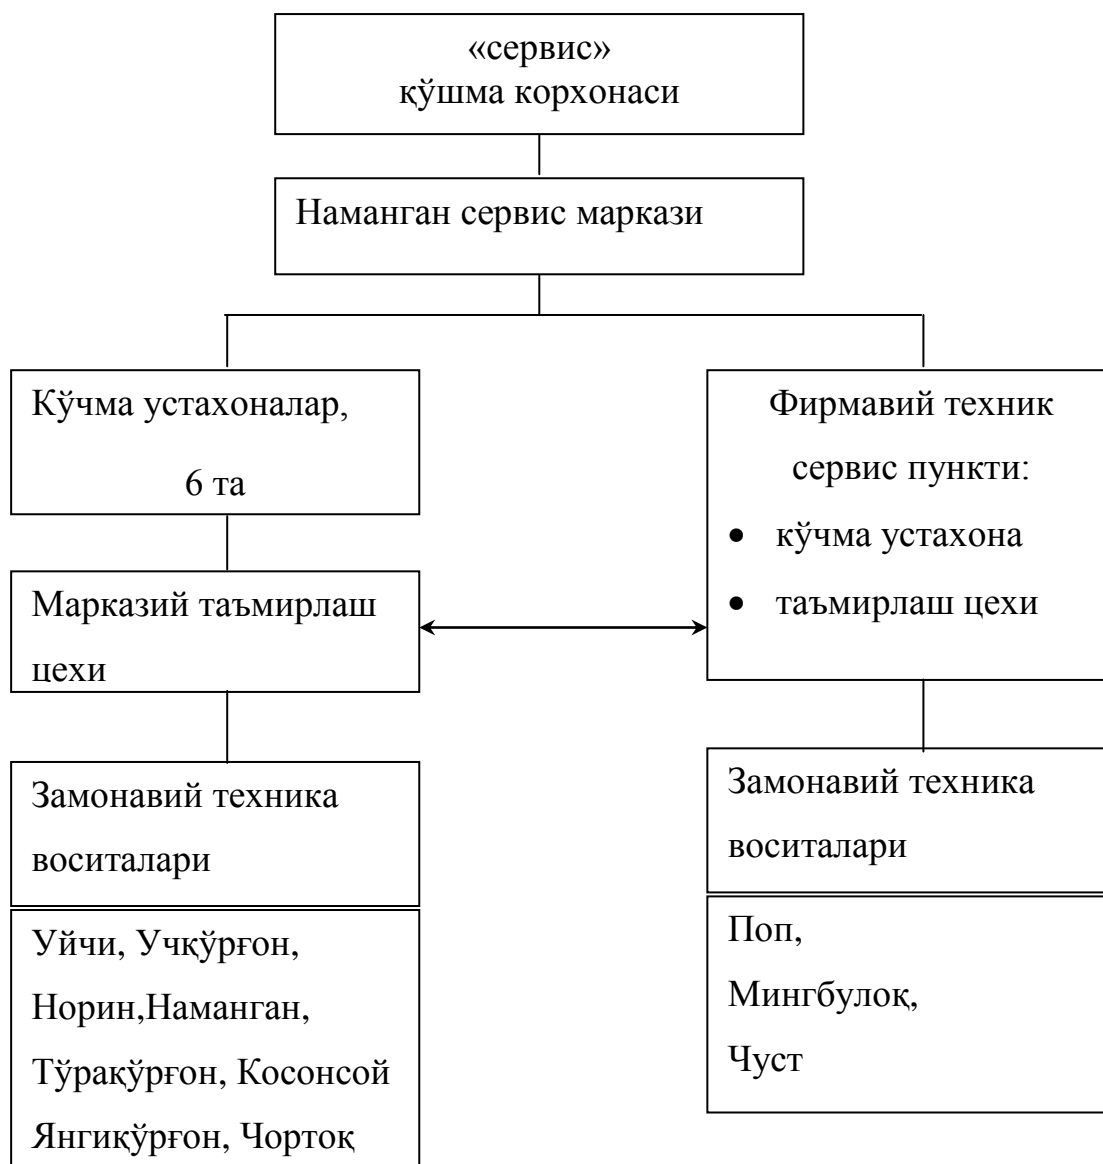 «сервис»
қўшма корхонаси
Наманган сервис маркази
Кўчма устахоналар,
6 та
Марказий таъмирлаш
цехи
Замонавий техника
воситалари
Уйчи, Учқўрғон,
Норин,Наманган,
Тўрақўрғон, Косонсой
Янгиқўрғон, Чортоқ
Фирмавий техник
сервис пункти:
• кўчма устахона
• таъмирлаш цехи
Замонавий техника
воситалари
Поп,
Мингбулоқ,
Чуст